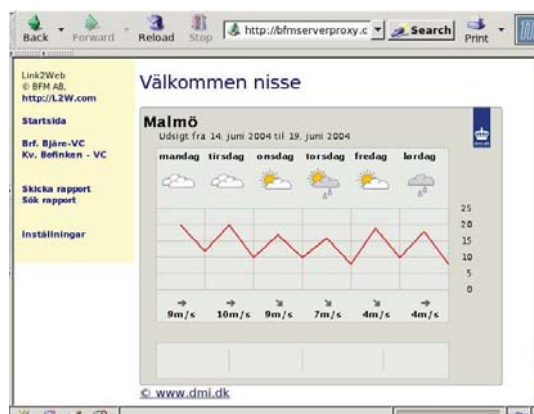 Back
Forward
Reload
Stop
http://bfmserverproxy.c
Search
Print
Link2Web
© BFM AB,
http://L2W.com
Startsida
Brf. Bjäre-VC
Kv. Befinken - VC
Skicka rapport
Sök rapport
Inställningar
Välkommen nisse
Malmö
Udsigt fra 14. juni 2004 til 19. juni 2004
dmi.dk
mandag tirsdag onsdag torsdag fredag lørdag
25
20
15
10
5
0
9m/s 10m/s 9m/s 7m/s 4m/s 4m/s
© www.dmi.dk